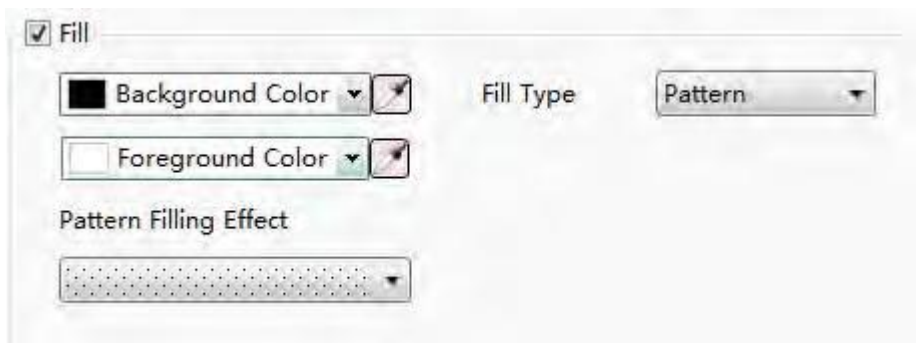 Fill
Background Color
Fill Type
Pattern
Foreground Color
Pattern Filling Effect